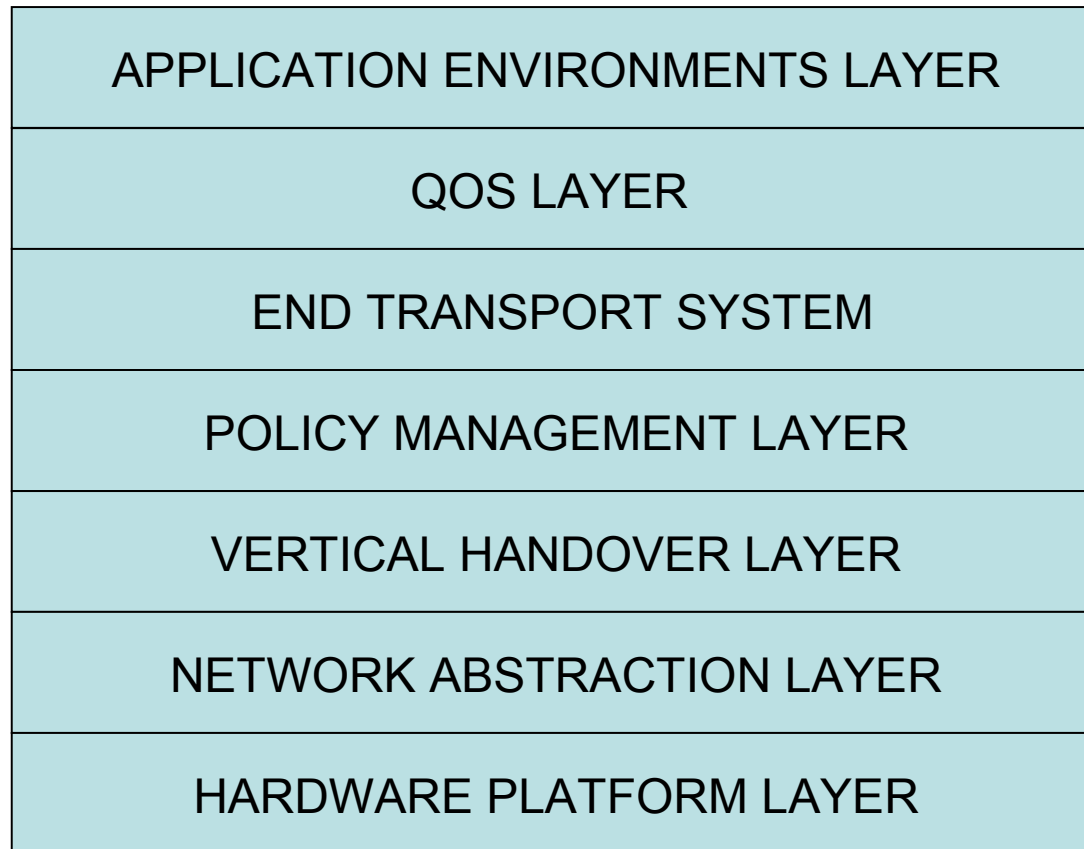 APPLICATION ENVIRONMENTS LAYER
QOS LAYER
END TRANSPORT SYSTEM
POLICY MANAGEMENT LAYER
VERTICAL HANDOVER LAYER
NETWORK ABSTRACTION LAYER
HARDWARE PLATFORM LAYER